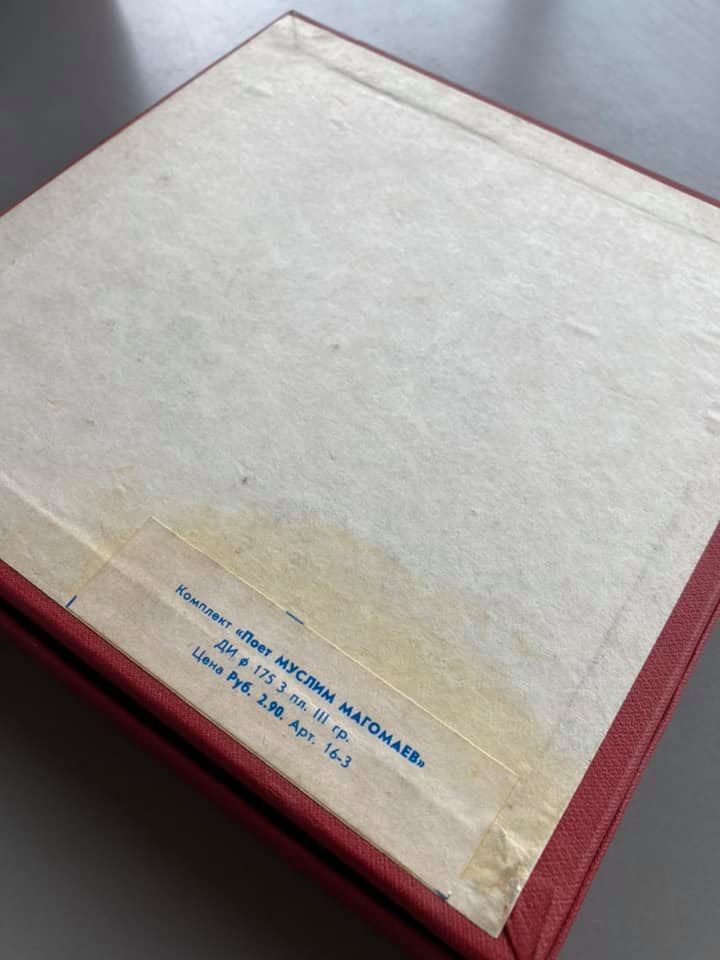 Комплект «Поет МУСЛИМ МАГОМАЕВ»
ДИ ø 175 3 пл. III гр.
Цена Руб. 2.90. Арт. 16-3